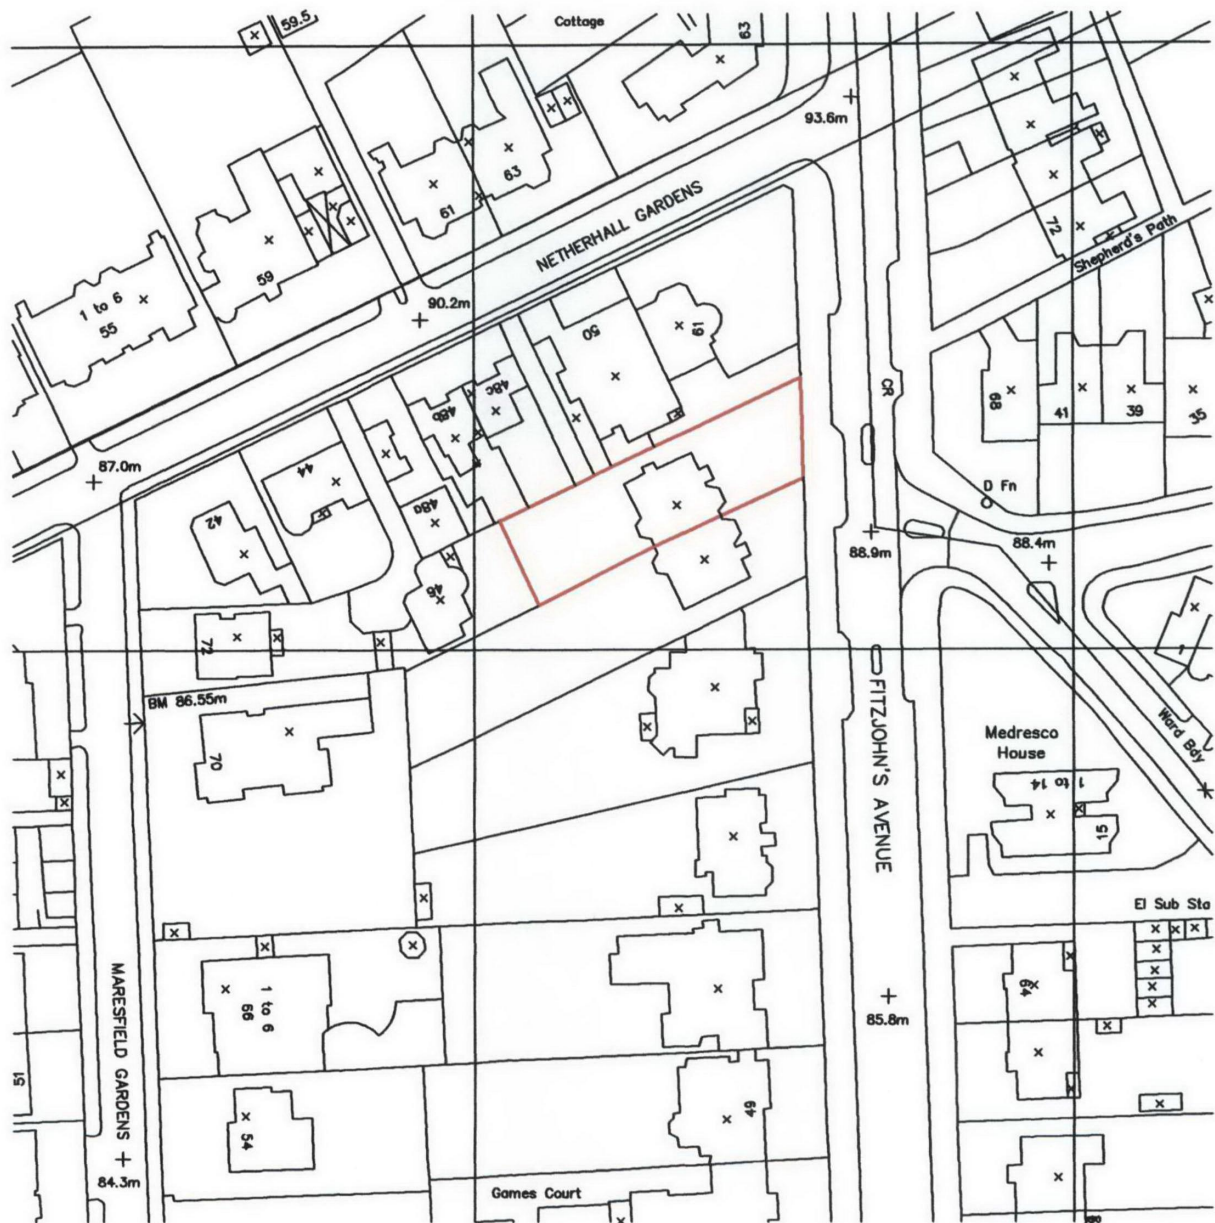 59.5
Cottage
63
93.6m
61
63
NETHERHALL GARDENS
72
Shepherd's Path
59
1 to 6
55
90.2m
50
61
CR
68
41
39
35
48b
48c
87.0m
44
42
48a
D Fn
88.9m
88.4m
46
72
1
BM 86.55m
70
FITZJOHN'S AVENUE
Ward Bdy
Medresco
House
1 to 14
15
El Sub Sta
MARESFIELD GARDENS
1 to 6
66
64
85.8m
51
54
49
84.3m
Games Court